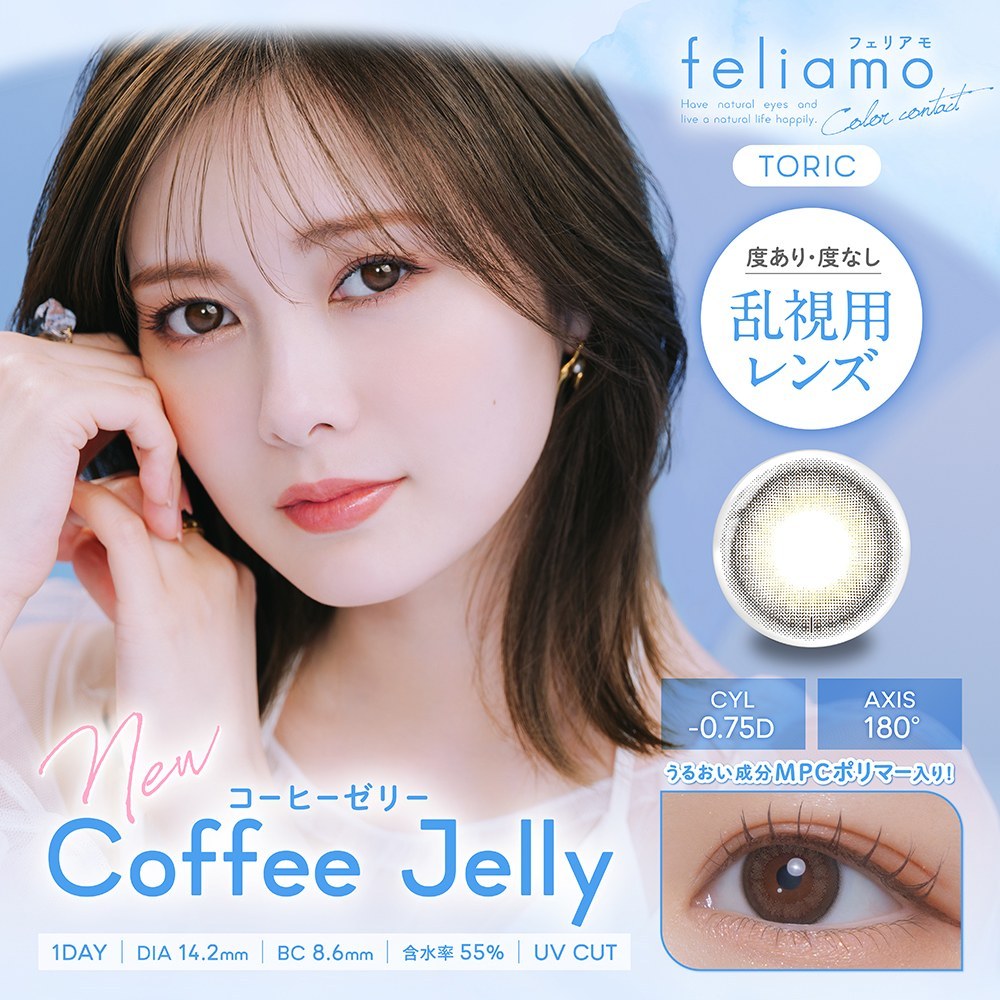 フェリアモ
feliamo
Have natural eyes and
live a natural life happily.
Color contact
TORIC
度あり・度なし
乱視用
レンズ
CYL
-0.75D
AXIS
180°
うるおい成分MPCポリマー入り!
New
コーヒーゼリー
Coffee Jelly
1DAY | DIA 14.2mm | BC 8.6mm | 含水率 55% | UV CUT